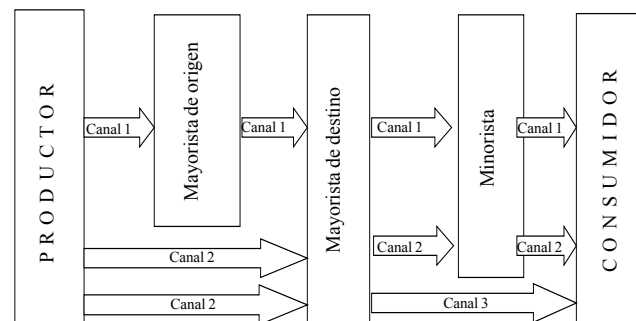 PRODUCTOR
Canal 1
Mayorista de origen
Canal 1
Mayorista de destino
Canal 1
Minorista
Canal 1
CONSUMIDOR
Canal 2
Canal 2
Canal 2
Canal 2
Canal 3